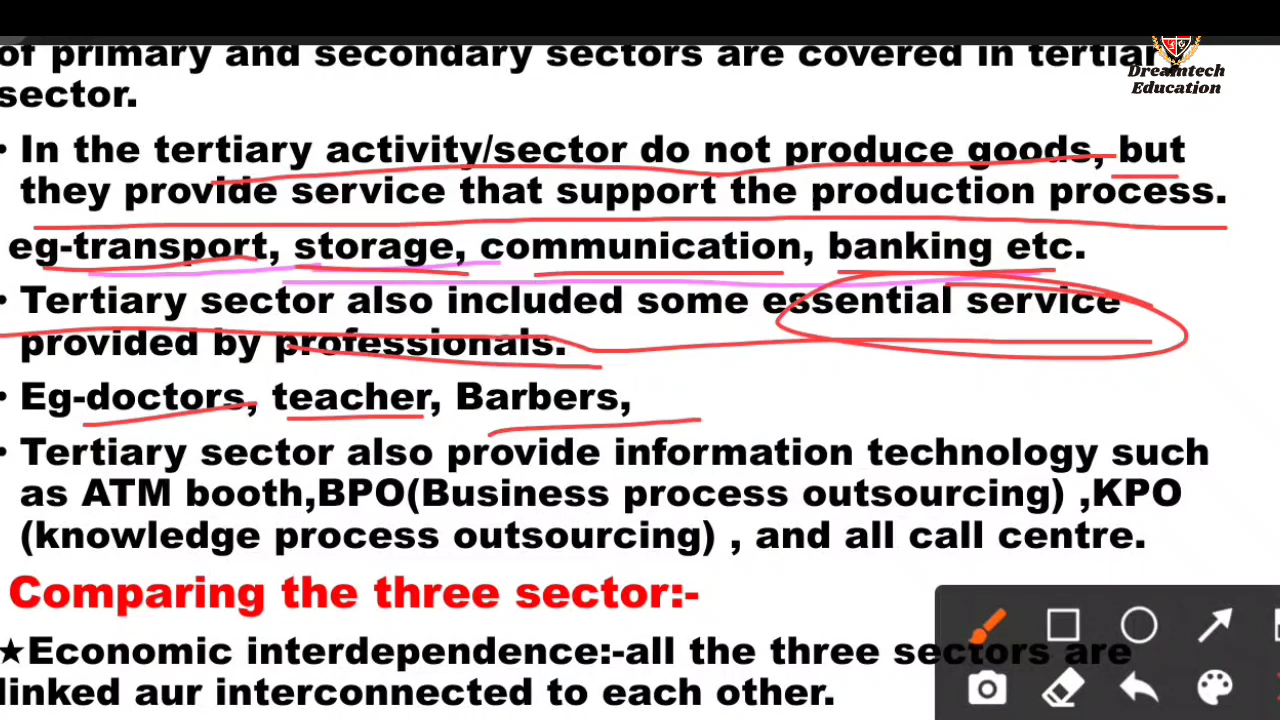 of primary and secondary sectors are covered in tertiar
sector.
Dreamtech
Education
• In the tertiary activity/sector do not produce goods, but
they provide service that support the production process.
eg-transport, storage, communication, banking etc.
• Tertiary sector also included some essential service
provided by professionals.
• Eg-doctors, teacher, Barbers,
• Tertiary sector also provide information technology such
as ATM booth,BPO(Business process outsourcing) ,KPO
(knowledge process outsourcing) , and all call centre.
Comparing the three sector:-
★Economic interdependence:-all the three sectors are
linked aur interconnected to each other.